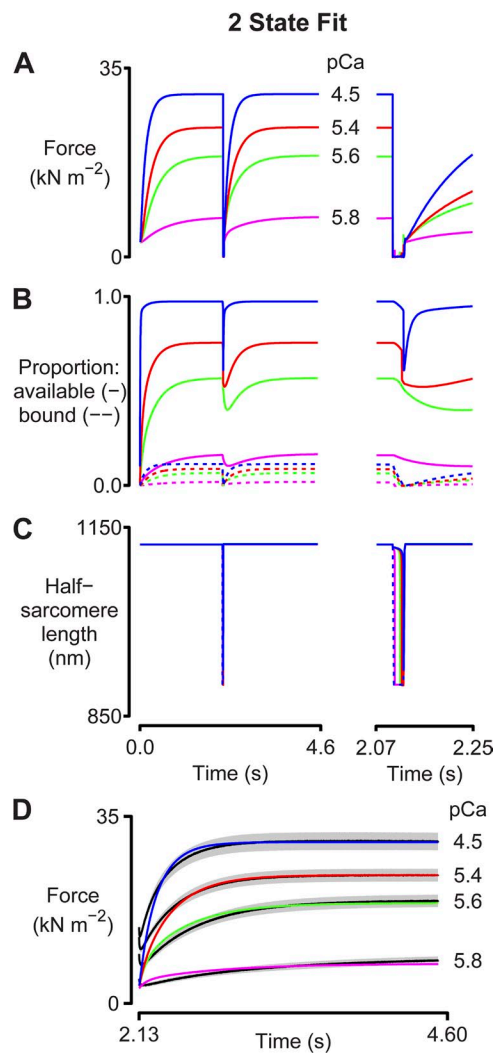 2 State Fit
A
pCa
35
4.5
5.4
5.6
5.8
Force
(kN m−2)
0
B
1.0
Proportion:
available (−)
bound (−−)
0.0
C
1150
Half−
sarcomere
length
(nm)
850
0.0
4.6
2.07
2.25
Time (s)
Time (s)
D
pCa
35
4.5
5.4
5.6
5.8
Force
(kN m−2)
0
2.13
4.60
Time (s)